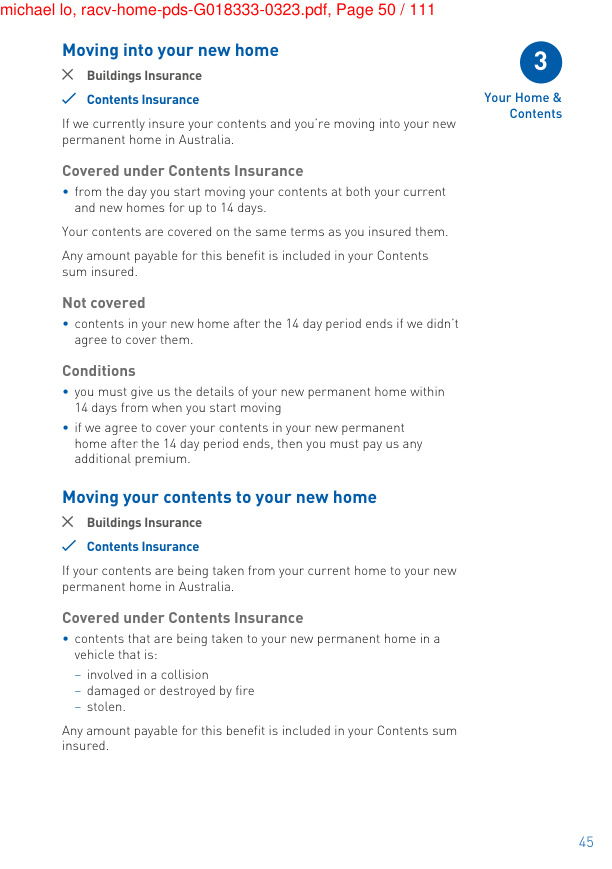 michael lo, racv-home-pds-G018333-0323.pdf, Page 50 / 111
Moving into your new home
Buildings Insurance
Contents Insurance
If we currently insure your contents and you're moving into your new
permanent home in Australia.
Covered under Contents Insurance
• from the day you start moving your contents at both your current
and new homes for up to 14 days.
Your contents are covered on the same terms as you insured them.
Any amount payable for this benefit is included in your Contents
sum insured.
Not covered
• contents in your new home after the 14 day period ends if we didn't
agree to cover them.
Conditions
• you must give us the details of your new permanent home within
14 days from when you start moving
• if we agree to cover your contents in your new permanent
home after the 14 day period ends, then you must pay us any
additional premium.
Moving your contents to your new home
Buildings Insurance
Contents Insurance
If your contents are being taken from your current home to your new
permanent home in Australia.
Covered under Contents Insurance
• contents that are being taken to your new permanent home in a
vehicle that is:
– involved in a collision
– damaged or destroyed by fire
– stolen.
Any amount payable for this benefit is included in your Contents sum
insured.
3
Your Home &
Contents
45